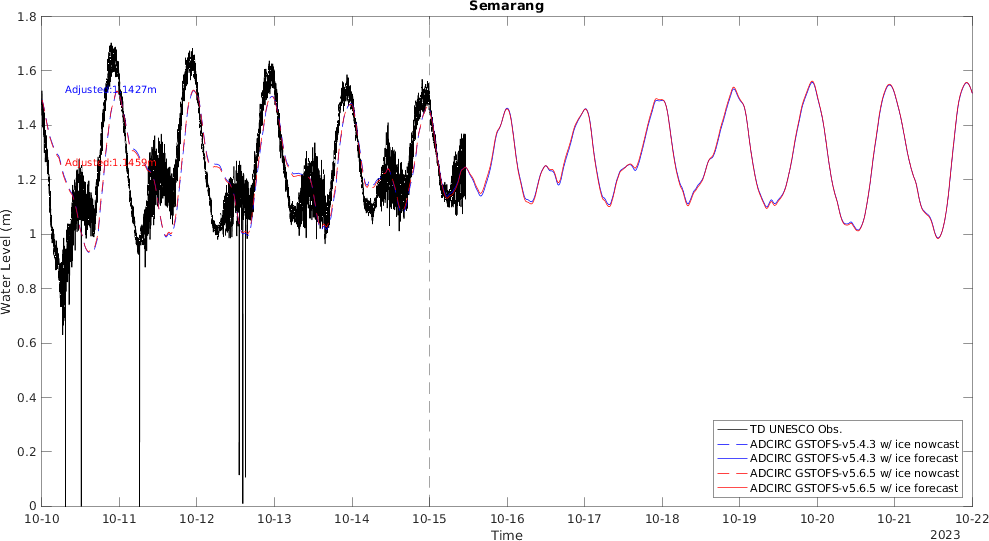 Semarang
1.8
1.6
1.4
1.2
1
0.8
0.6
0.4
0.2
0
Water Level (m)
Adjusted:1.1427m
Adjusted:1.1459m
TD UNESCO Obs.
ADCIRC GSTOFS-v5.4.3 w/ ice nowcast
ADCIRC GSTOFS-v5.4.3 w/ ice forecast
ADCIRC GSTOFS-v5.6.5 w/ ice nowcast
ADCIRC GSTOFS-v5.6.5 w/ ice forecast
10-10 10-11 10-12 10-13 10-14 10-15 10-16 10-17 10-18 10-19 10-20 10-21 10-22
Time
2023